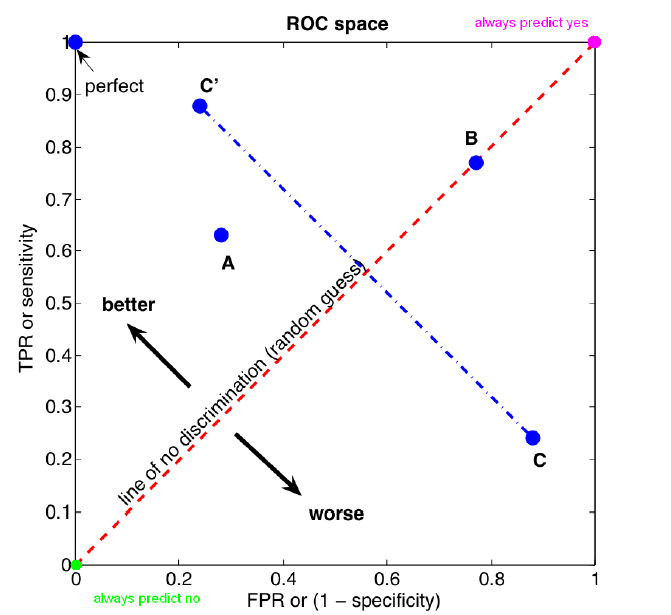 ROC space
always predict yes
perfect
C'
B
A
better
line of no discrimination (random guess)
C
worse
TPR or sensitivity
1
0.9
0.8
0.7
0.6
0.5
0.4
0.3
0.2
0.1
0
0
0.2
0.4
0.6
0.8
1
always predict no
FPR or (1 − specificity)